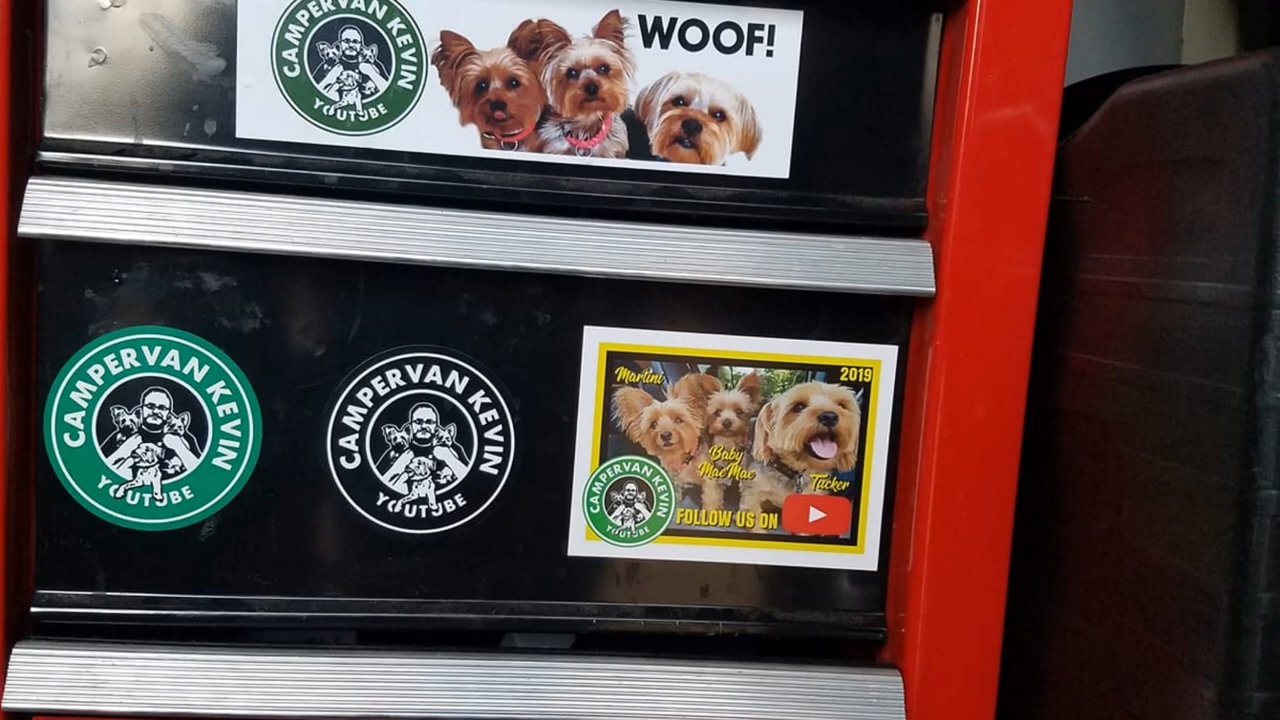 CAMPERVAN KEVIN
YOUTUBE
WOOF!
CAMPERVAN KEVIN
YOUTUBE
CAMPERVAN KEVIN
YOUTUBE
Martini
2019
Baby
MaeMae
Tucker
CAMPERVAN KEVIN
YOUTUBE
FOLLOW US ON